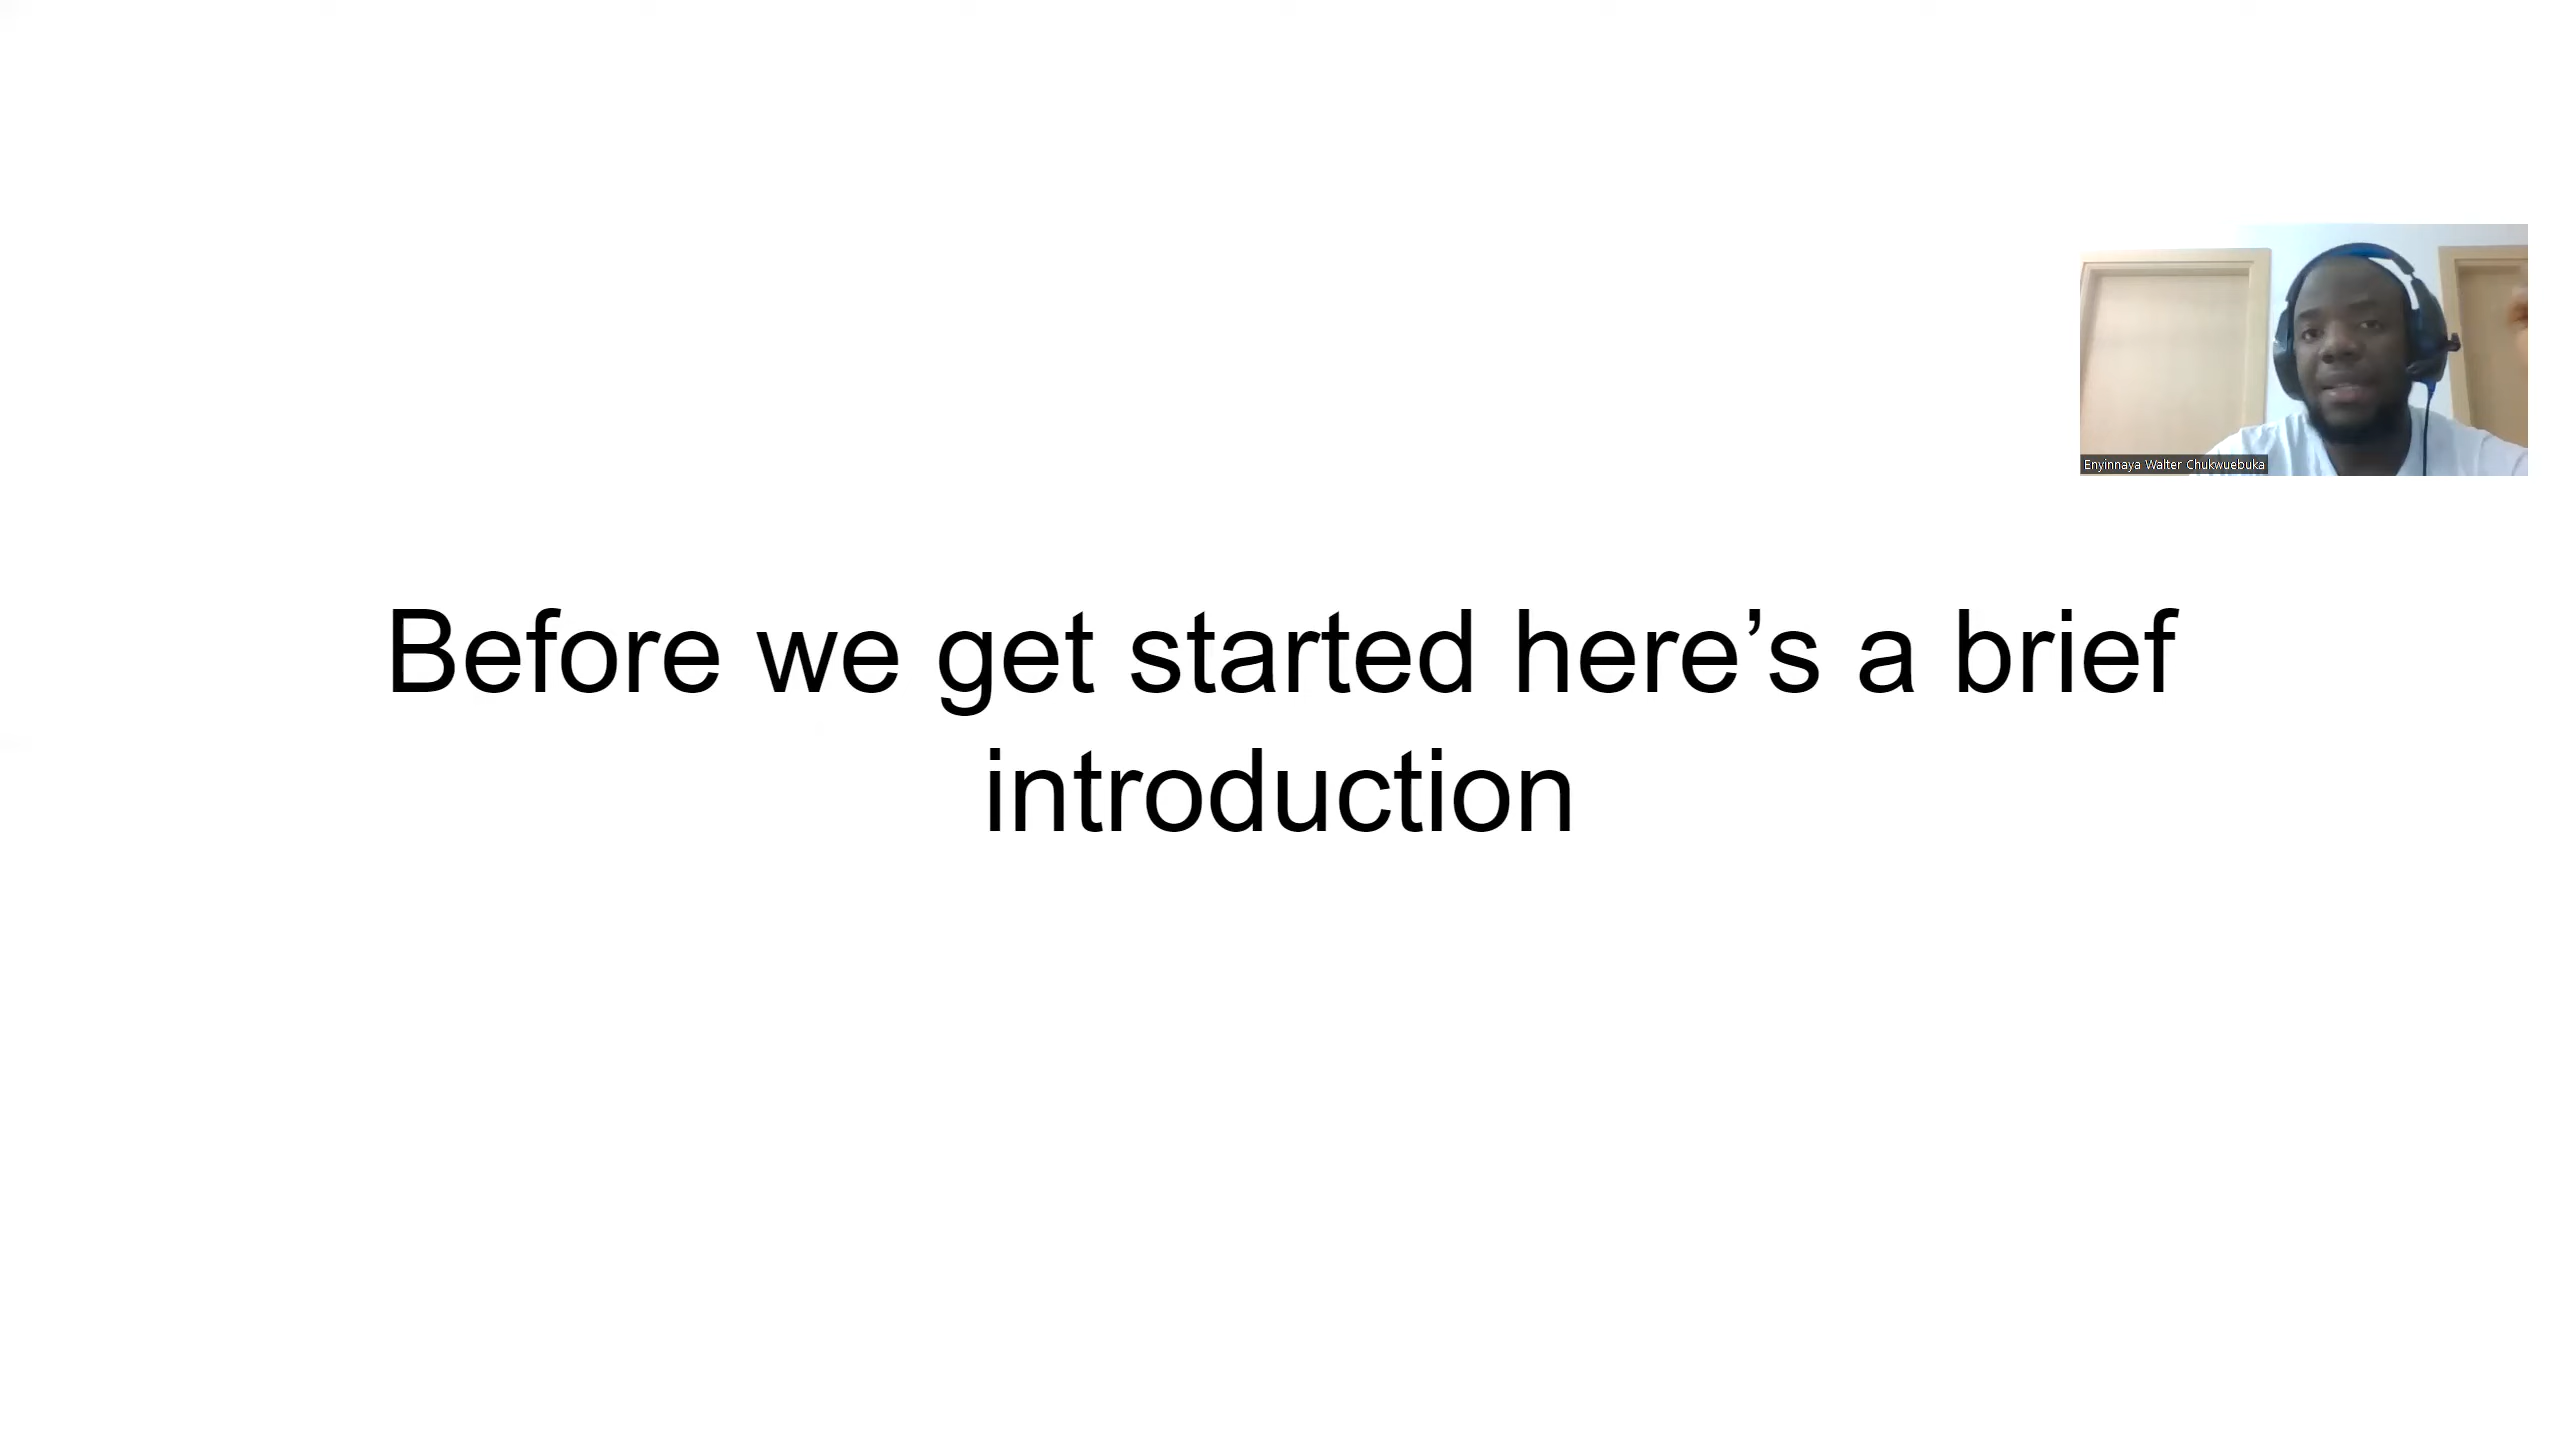 Enyinnaya Walter Chukwuebuka
Before we get started here’s a brief
introduction